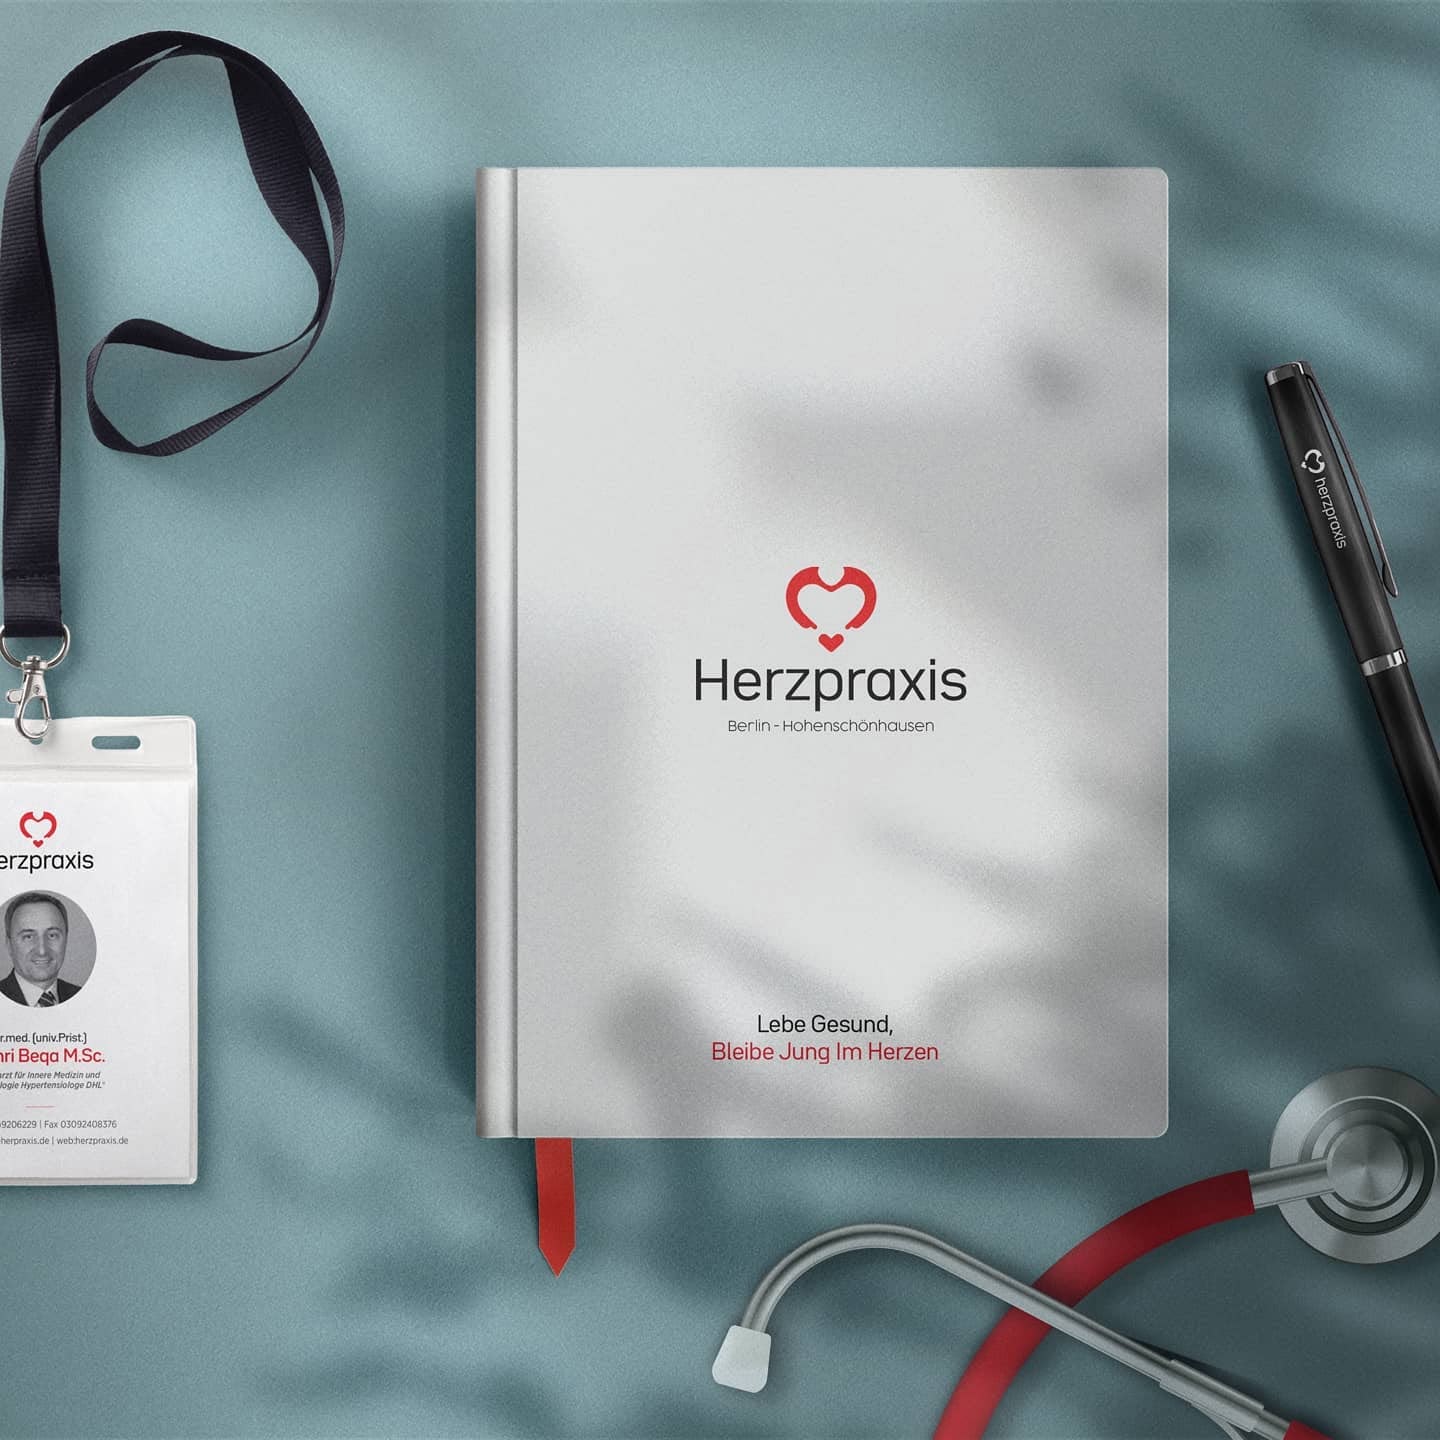 Herzpraxis
Berlin - Hohenschönhausen
Lebe Gesund,
Bleibe Jung Im Herzen
herzpraxis
erzpraxis
r.med. (univ.Prist.)
ri Beqa M.Sc.
arzt für Innere Medizin und
logie Hypertensiologe DHL®
9206229 | Fax 03092408376
herpraxis.de | web:herzpraxis.de